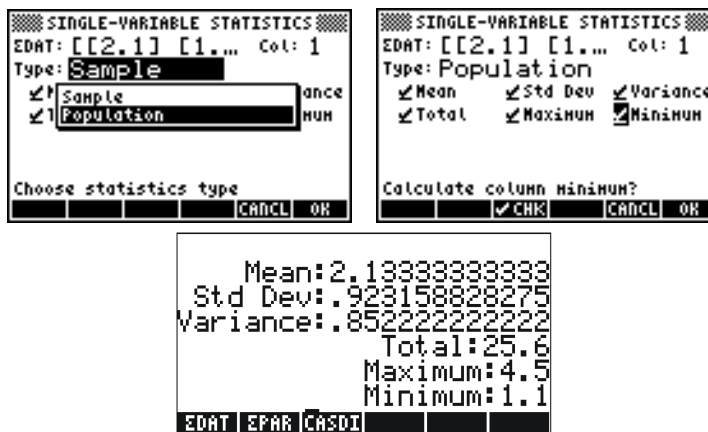 SINGLE-VARIABLE STATISTICS
ΣDAT: [[2.1] [1.… Col: 1
Type: Sample
Sample
Population
ance
mum
Choose statistics type
CANCL OK
SINGLE-VARIABLE STATISTICS
ΣDAT: [[2.1] [1.… Col: 1
Type: Population
✓Mean ✓Std Dev ✓Variance
✓Total ✓Maximum ✓Minimum
Calculate column minimum?
✓CHK CANCL OK
Mean:2.13333333333
Std Dev:.923158828275
Variance:.852222222222
Total:25.6
Maximum:4.5
Minimum:1.1
ΣDAT ΣPAR CASDI